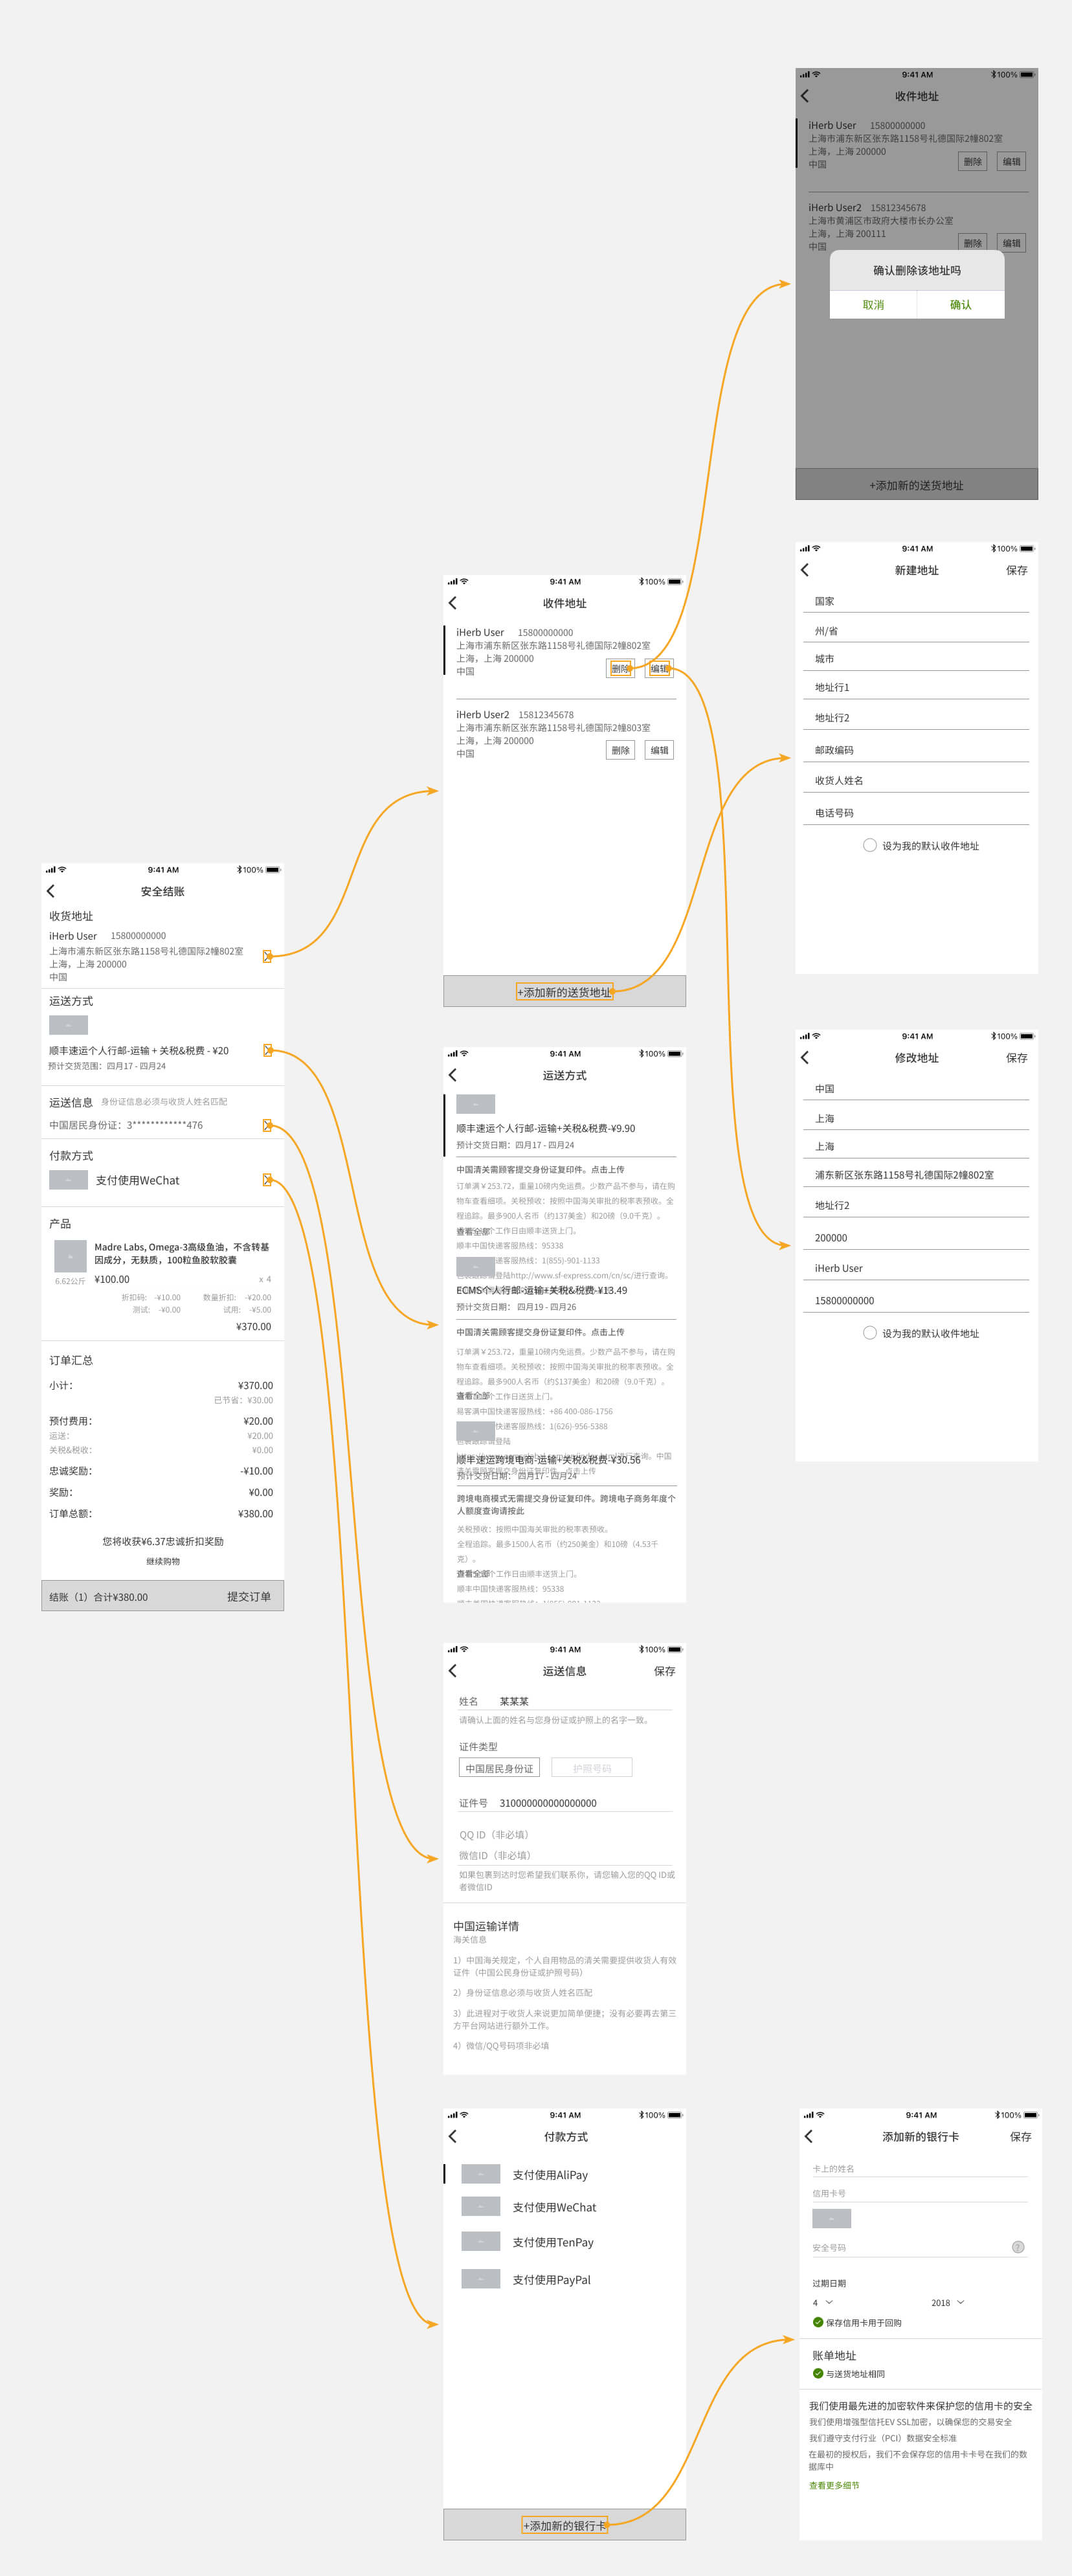 9:41 AM
100%
收件地址
iHerb User 15800000000
上海市浦东新区张东路1158号礼德国际2幢802室
上海，上海 200000
中国
删除
编辑
iHerb User2 15812345678
上海市黄浦区市政府大楼市长办公室
上海，上海 200111
中国
删除
编辑
确认删除该地址吗
取消
确认
+添加新的送货地址
9:41 AM
100%
新建地址
保存
国家
州/省
城市
地址行1
地址行2
邮政编码
收货人姓名
电话号码
设为我的默认收件地址
9:41 AM
100%
收件地址
iHerb User 15800000000
上海市浦东新区张东路1158号礼德国际2幢802室
上海，上海 200000
中国
删除
编辑
iHerb User2 15812345678
上海市浦东新区张东路1158号礼德国际2幢803室
上海，上海 200000
中国
删除
编辑
+添加新的送货地址
9:41 AM
100%
安全结账
收货地址
iHerb User 15800000000
上海市浦东新区张东路1158号礼德国际2幢802室
上海，上海 200000
中国
运送方式
顺丰速运个人行邮-运输 + 关税&税费 - ¥20
预计交货范围：四月17 - 四月24
运送信息 身份证信息必须与收货人姓名匹配
中国居民身份证：3************476
付款方式
支付使用WeChat
产品
Madre Labs, Omega-3高级鱼油，不含转基
因成分，无麸质，100粒鱼胶软胶囊
6.62公斤
¥100.00
x 4
折扣码: -¥10.00 数量折扣: -¥20.00
测试: -¥0.00 试用: -¥5.00
¥370.00
订单汇总
小计： ¥370.00
已节省：¥30.00
预付费用： ¥20.00
运送： ¥20.00
关税&税收： ¥0.00
忠诚奖励： -¥10.00
奖励： ¥0.00
订单总额： ¥380.00
您将收获¥6.37忠诚折扣奖励
继续购物
结账（1）合计¥380.00
提交订单
9:41 AM
100%
修改地址
保存
中国
上海
上海
浦东新区张东路1158号礼德国际2幢802室
地址行2
200000
iHerb User
15800000000
设为我的默认收件地址
9:41 AM
100%
运送方式
顺丰速运个人行邮-运输+关税&税费-¥9.90
预计交货日期：四月17 - 四月24
中国清关需顾客提交身份证复印件。点击上传
订单满￥253.72，重量10磅内免运费。少数产品不参与，请在购
物车查看细项。关税预收：按照中国海关审批的税率表预收。全
程追踪。最多900人名币（约137美金）和20磅（9.0千克）。
个工作日由顺丰送货上门。
查看全部
顺丰中国快递客服热线：95338
递客服热线：1(855)-901-1133
登陆http://www.sf-express.com/cn/sc/进行查询。
ECMS个人行邮-运输+关税&税费-¥13.49
预计交货日期： 四月19 - 四月26
中国清关需顾客提交身份证复印件。点击上传
订单满￥253.72，重量10磅内免运费。少数产品不参与，请在购
物车查看细项。关税预收：按照中国海关审批的税率表预收。全
程追踪。最多900人名币（约$137美金）和20磅（9.0千克）。
个工作日送货上门。
查看全部
易客满中国快递客服热线：+86 400-086-1756
递客服热线：1(626)-956-5388
登陆
进行查询。中国
顺丰速运跨境电商-运输+关税&税费-¥30.56
预计交货日期： 四月17 - 四月24
跨境电商模式无需提交身份证复印件。跨境电子商务年度个
人额度查询请按此
关税预收：按照中国海关审批的税率表预收。
全程追踪。最多1500人名币（约250美金）和10磅（4.53千
克）。
个工作日由顺丰送货上门。
查看全部
顺丰中国快递客服热线：95338
9:41 AM
100%
运送信息
保存
姓名 某某某
请确认上面的姓名与您身份证或护照上的名字一致。
证件类型
中国居民身份证
护照号码
证件号 310000000000000000
QQ ID（非必填）
微信ID（非必填）
如果包裹到达时您希望我们联系你，请您输入您的QQ ID或
者微信ID
中国运输详情
海关信息
1）中国海关规定，个人自用物品的清关需要提供收货人有效
证件（中国公民身份证或护照号码）
2）身份证信息必须与收货人姓名匹配
3）此进程对于收货人来说更加简单便捷；没有必要再去第三
方平台网站进行额外工作。
4）微信/QQ号码项非必填
9:41 AM
100%
付款方式
支付使用AliPay
支付使用WeChat
支付使用TenPay
支付使用PayPal
+添加新的银行卡
9:41 AM
100%
添加新的银行卡
保存
卡上的姓名
信用卡号
安全号码
?
过期日期
4
2018
保存信用卡用于回购
账单地址
与送货地址相同
我们使用最先进的加密软件来保护您的信用卡的安全
我们使用增强型信托EV SSL加密，以确保您的交易安全
我们遵守支付行业（PCI）数据安全标准
在最初的授权后，我们不会保存您的信用卡卡号在我们的数
据库中
查看更多细节